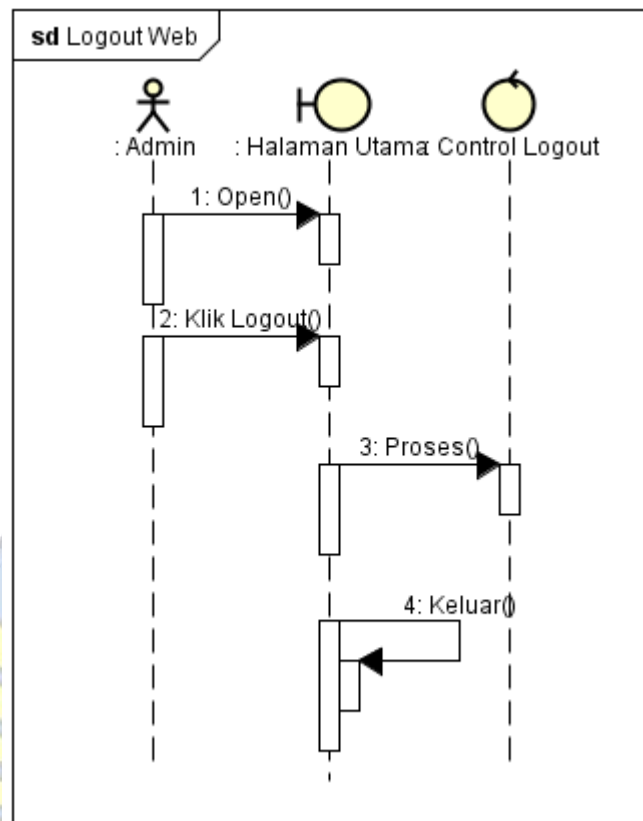 sd Logout Web
: Admin
: Halaman Utama
: Control Logout
1: Open()
2: Klik Logout()
3: Proses()
4: Keluar()